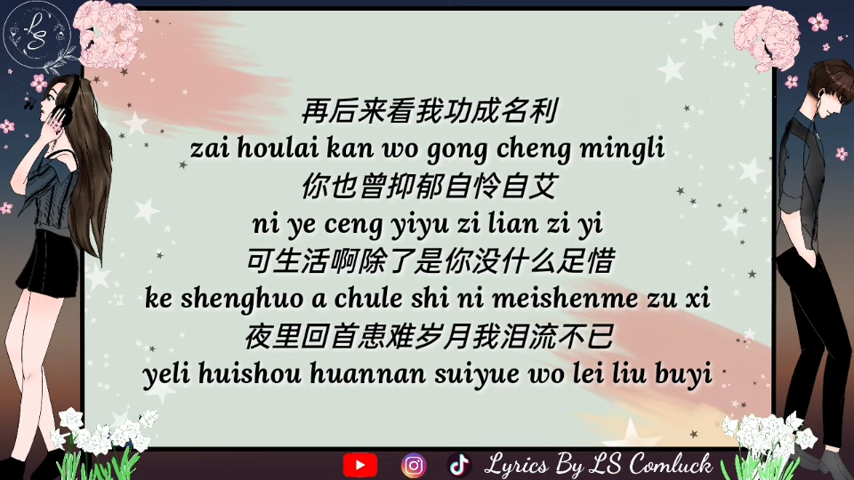 LS
再后来看我功成名利
zai houlai kan wo gong cheng mingli
你也曾抑郁自怜自艾
ni ye ceng yiyu zi lian zi yi
可生活啊除了是你没什么足惜
ke shenghuo a chule shi ni meishenme zu xi
夜里回首患难岁月我泪流不已
yeli huishou huannan suiyue wo lei liu buyi
Lyrics By LS Comluck